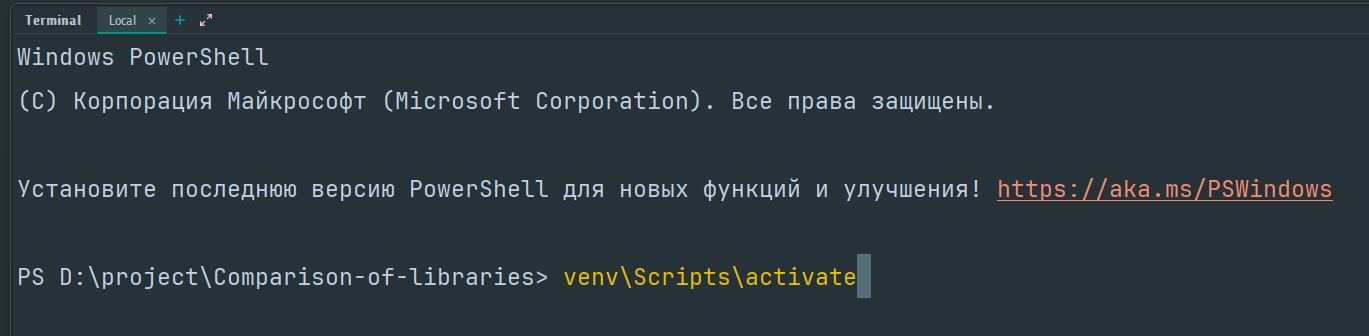 Terminal Local × +
Windows PowerShell
(C) Корпорация Майкрософт (Microsoft Corporation). Все права защищены.
Установите последнюю версию PowerShell для новых функций и улучшения! https://aka.ms/PSWindows
PS D:\project\Comparison-of-libraries> venv\Scripts\activate